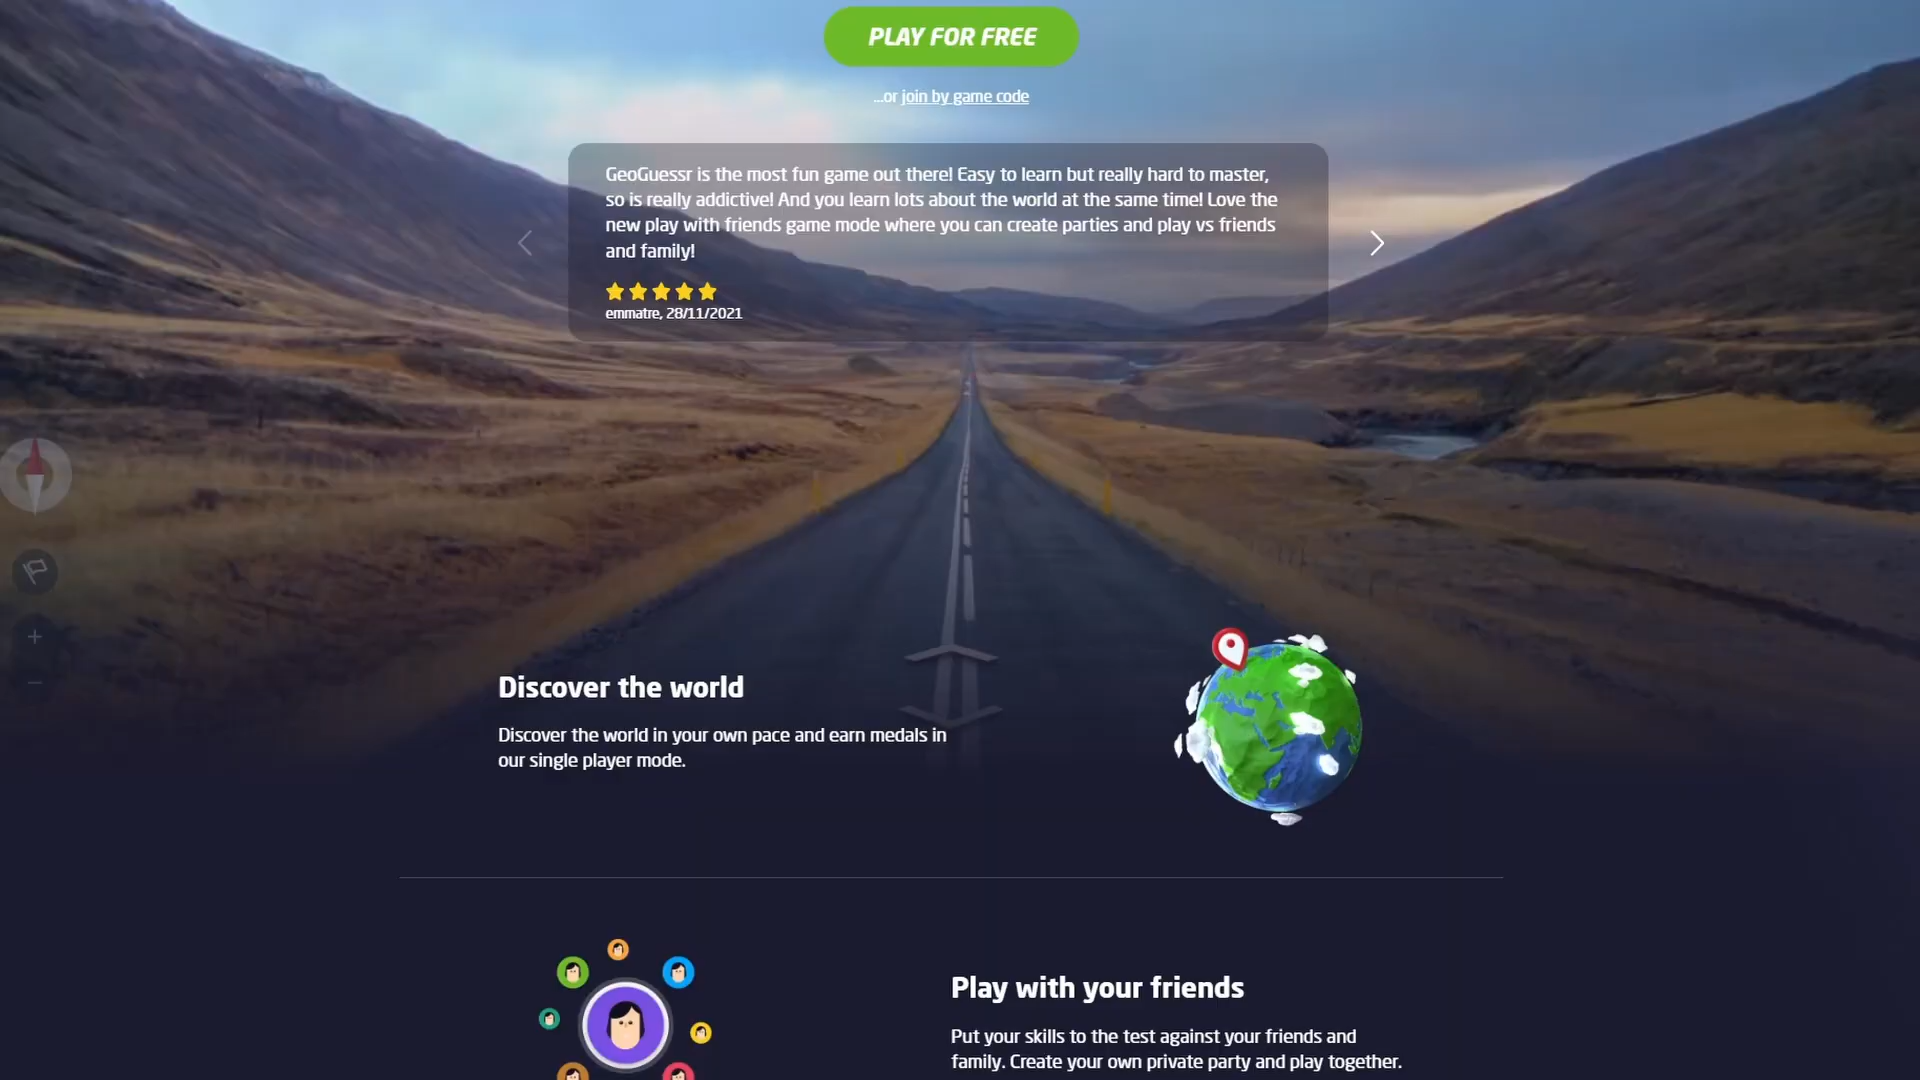 PLAY FOR FREE
...or join by game code
GeoGuessr is the most fun game out there! Easy to learn but really hard to master,
so is really addictive! And you learn lots about the world at the same time! Love the
new play with friends game mode where you can create parties and play vs friends
and family!
emmatre, 28/11/2021
Discover the world
Discover the world in your own pace and earn medals in
our single player mode.
Play with your friends
Put your skills to the test against your friends and
family. Create your own private party and play together.